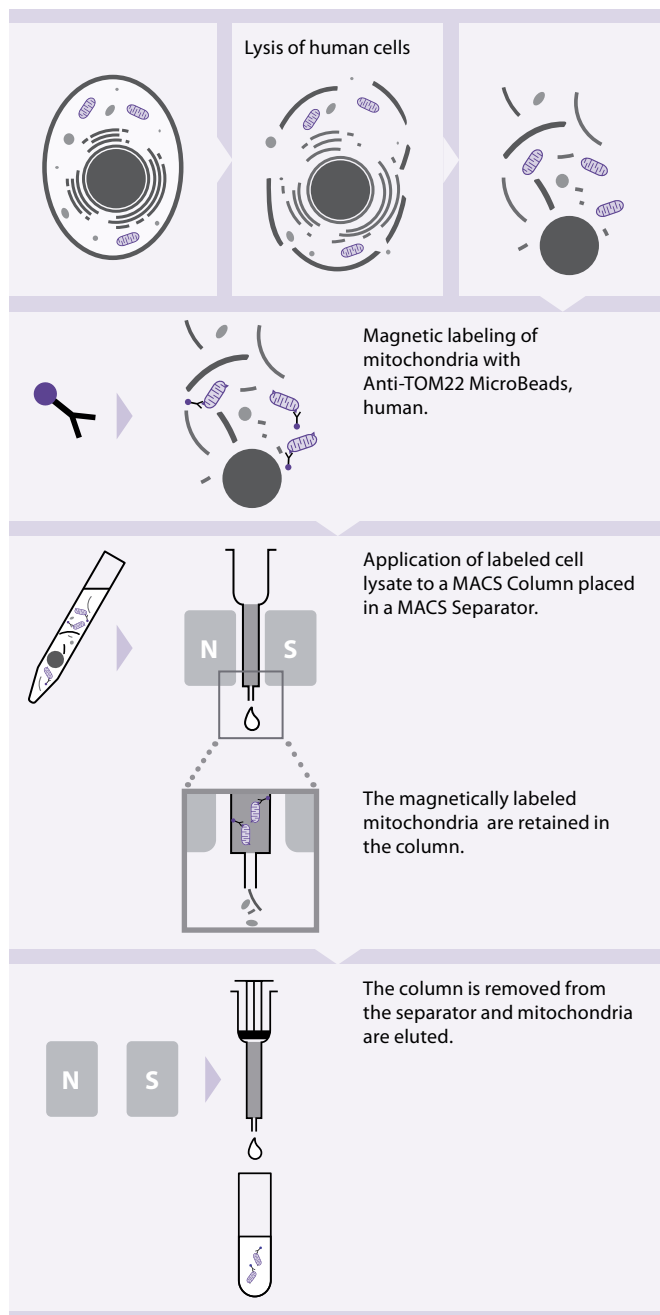 Lysis of human cells
Magnetic labeling of
mitochondria with
Anti-TOM22 MicroBeads,
human.
Application of labeled cell
lysate to a MACS Column placed
in a MACS Separator.
N S
The magnetically labeled
mitochondria are retained in
the column.
The column is removed from
the separator and mitochondria
are eluted.
N S